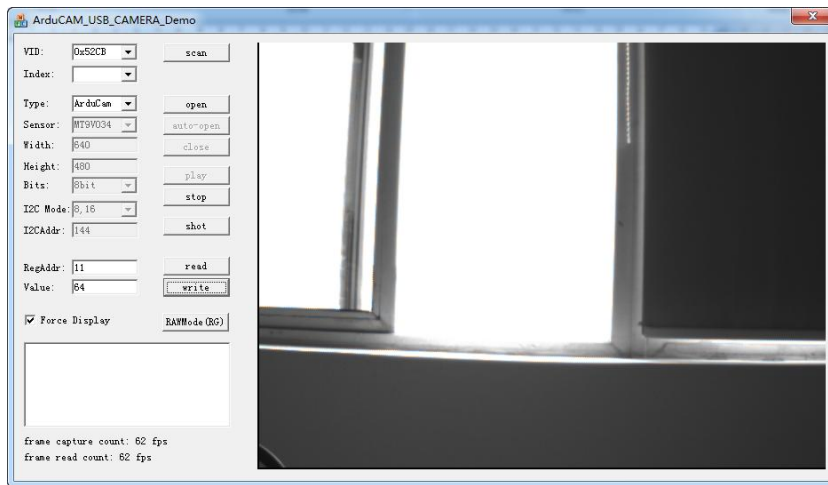 ArduCAM_USB_CAMERA_Demo
VID: 0x52CB scan
Index:
Type: ArduCam open
Sensor: MT9V034 auto-open
Width: 640 close
Height: 480
play
Bits: 8bit
stop
I2C Mode: 8,16
I2CAddr: 144 shot
RegAddr: 11 read
Value: 64 write
Force Display RAWMode(RG)
frame capture count: 62 fps
frame read count: 62 fps